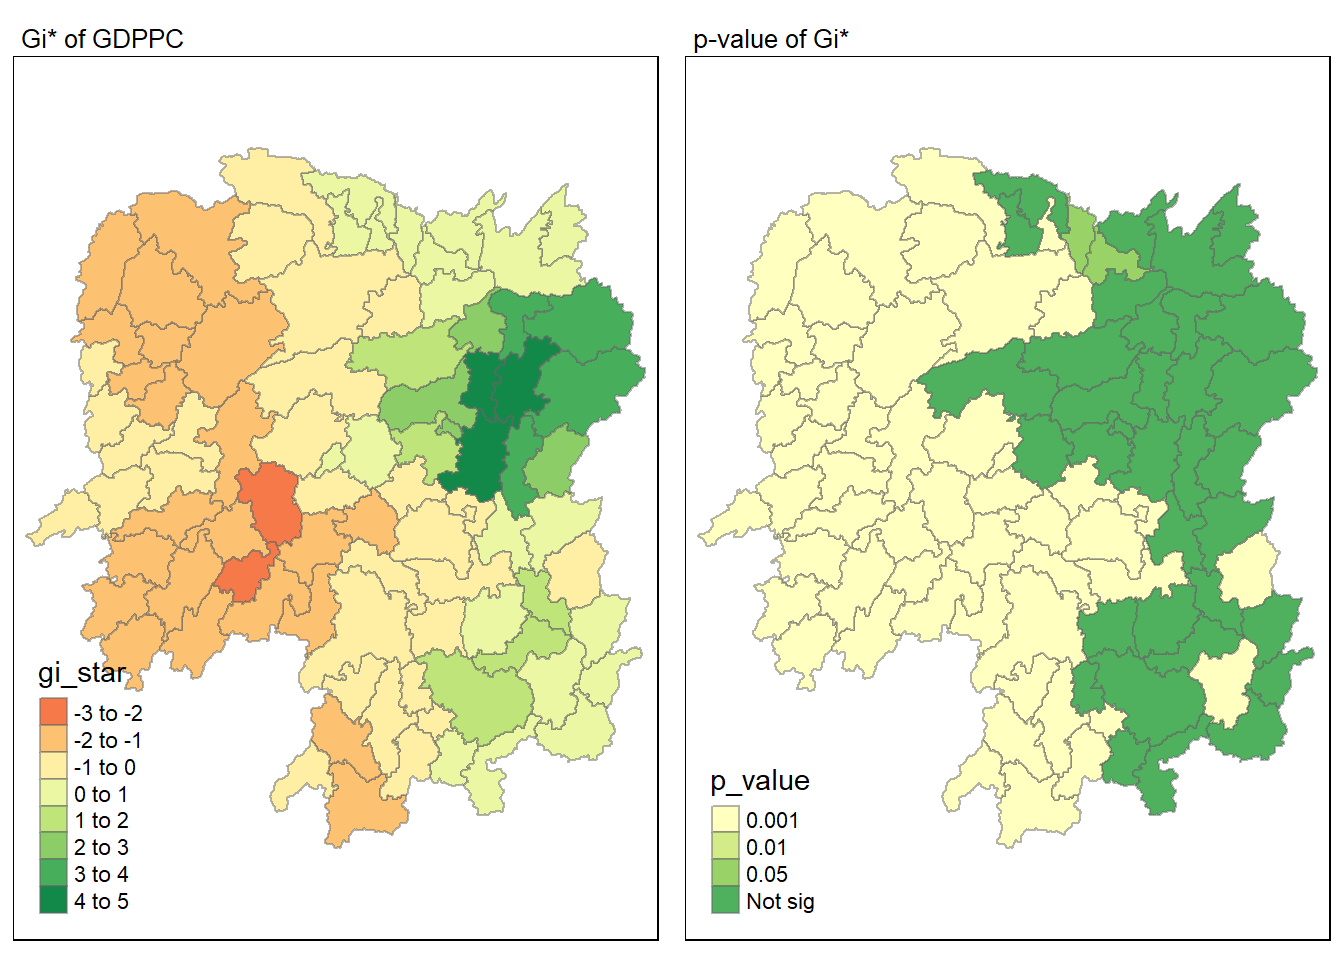 Gi* of GDPPC
gi_star
-3 to -2
-2 to -1
-1 to 0
0 to 1
1 to 2
2 to 3
3 to 4
4 to 5
p-value of Gi*
p_value
0.001
0.01
0.05
Not sig